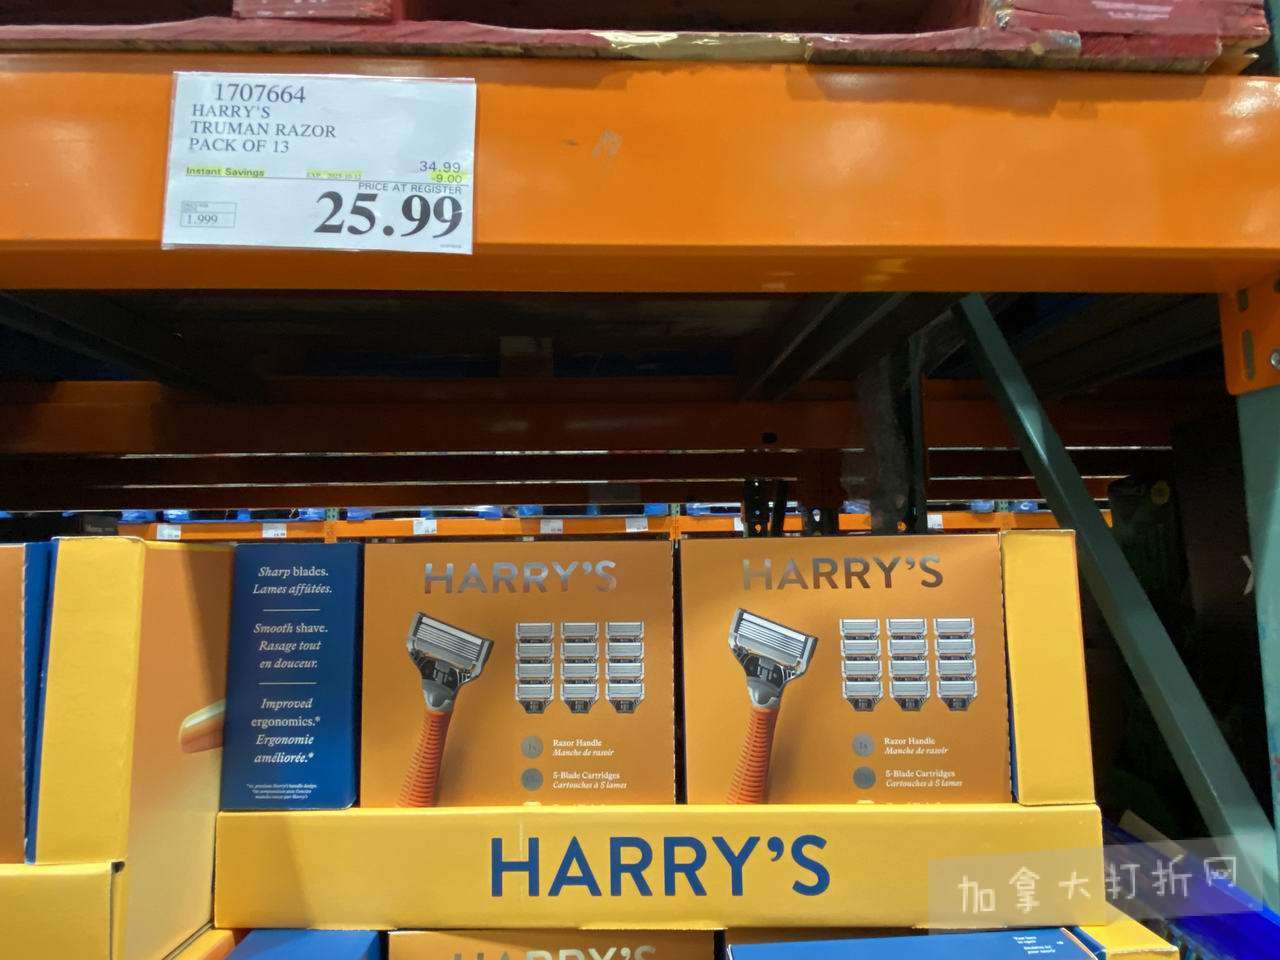 1707664
HARRY'S
TRUMAN RAZOR
PACK OF 13
34.99
Instant Savings
-9.00
PRICE AT REGISTER
1.999
25.99
Sharp blades.
Lames affûtées.
Smooth shave.
Rasage tout
en douceur.
Improved
ergonomics.*
Ergonomie
améliorée.*
HARRY'S
Razor Handle
Manche de rasoir
5-Blade Cartridges
Cartouches à 5 lames
HARRY'S
Razor Handle
Manche de rasoir
5-Blade Cartridges
Cartouches à 5 lames
HARRY'S
HARRY'S
加拿大打折网